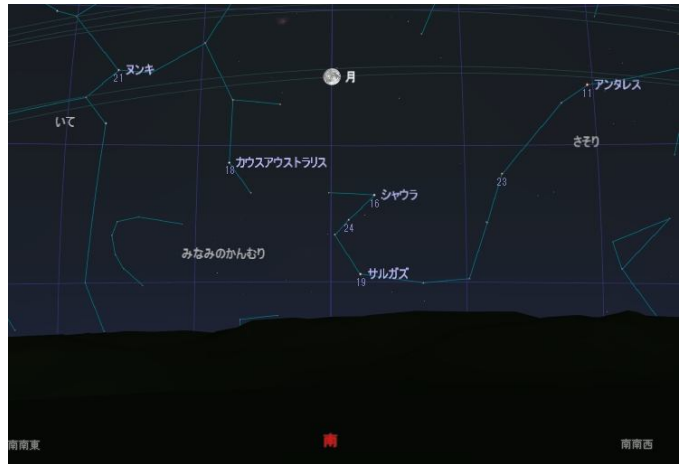 ヌンキ
21
月
アンタレス
11
いて
さそり
カウスアウストラリス
18
23
シャウラ
16
24
みなみのかんむり
サルガズ
19
南南東
南
南南西